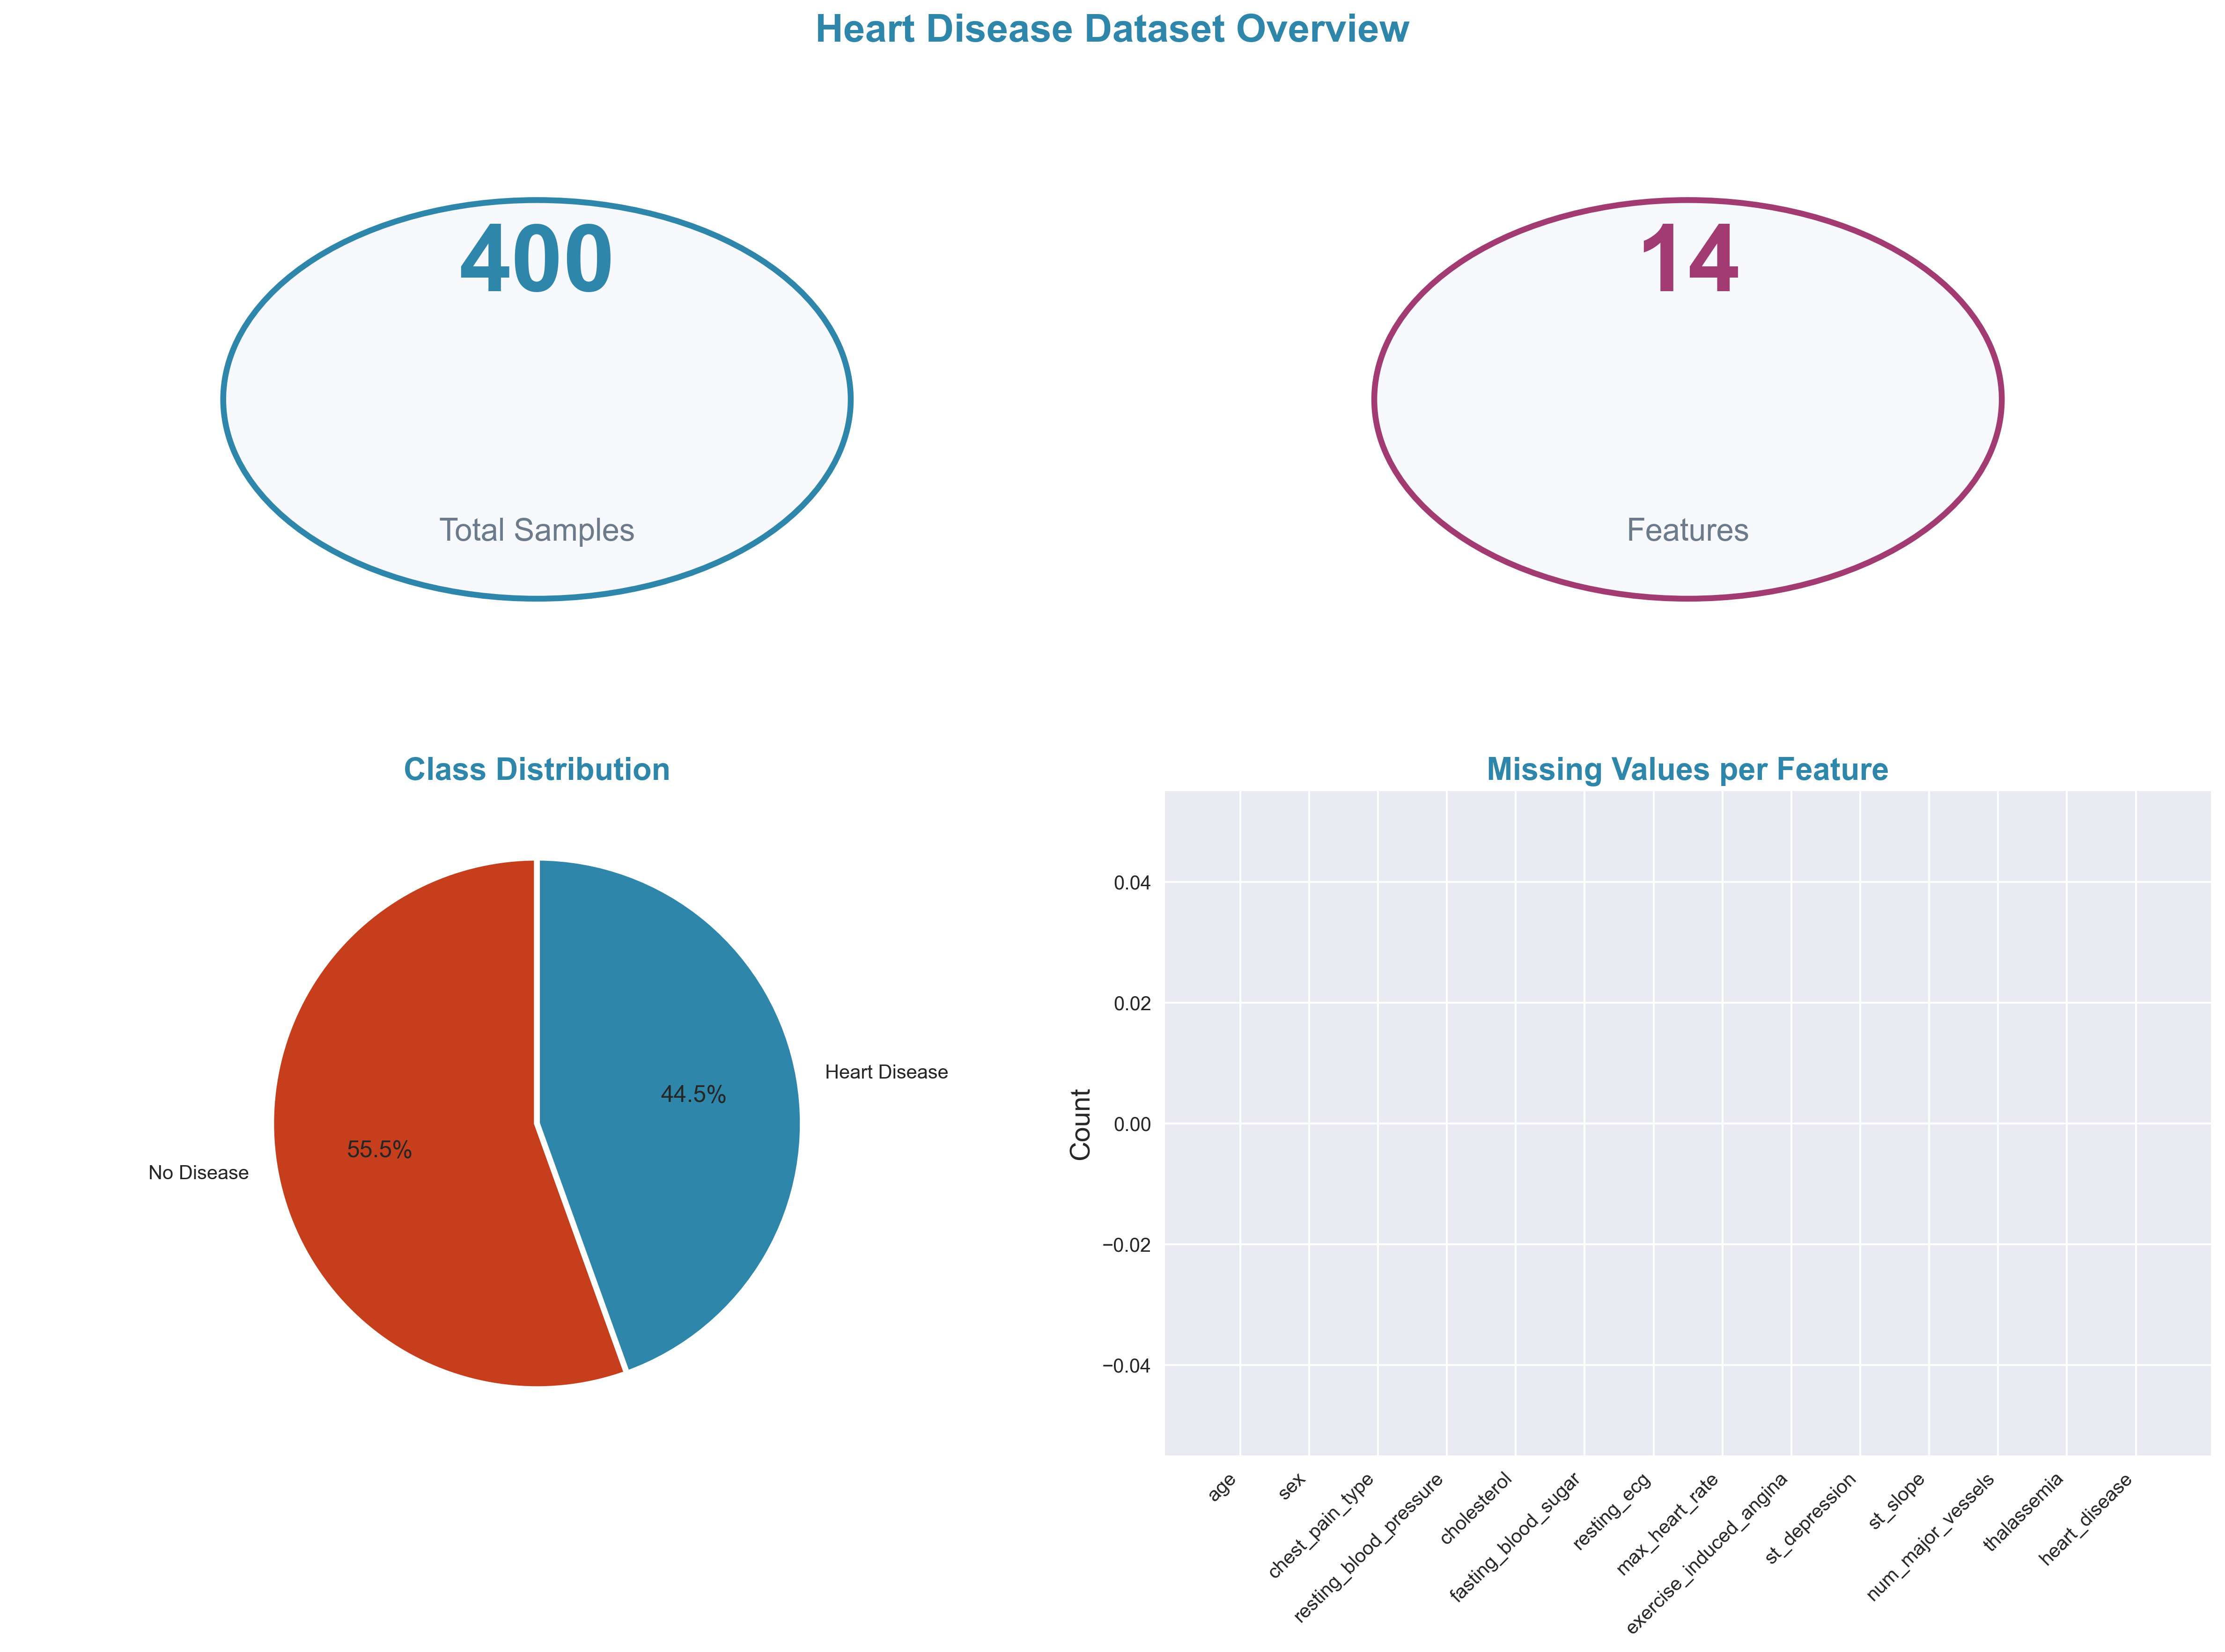 Heart Disease Dataset Overview
400
Total Samples
14
Features
Class Distribution
Heart Disease
44.5%
55.5%
No Disease
Missing Values per Feature
Count
0.04
0.02
0.00
−0.02
−0.04
age
sex
chest_pain_type
resting_blood_pressure
cholesterol
fasting_blood_sugar
resting_ecg
max_heart_rate
exercise_induced_angina
st_depression
st_slope
num_major_vessels
thalassemia
heart_disease